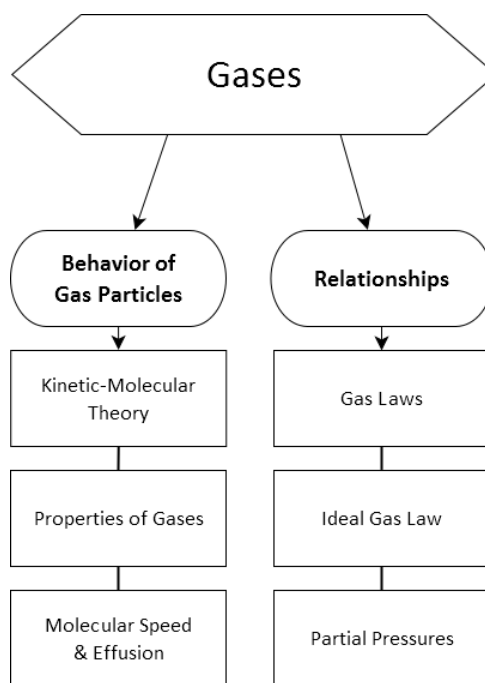 Gases
Behavior of
Gas Particles
Kinetic-Molecular
Theory
Properties of Gases
Molecular Speed
& Effusion
Relationships
Gas Laws
Ideal Gas Law
Partial Pressures